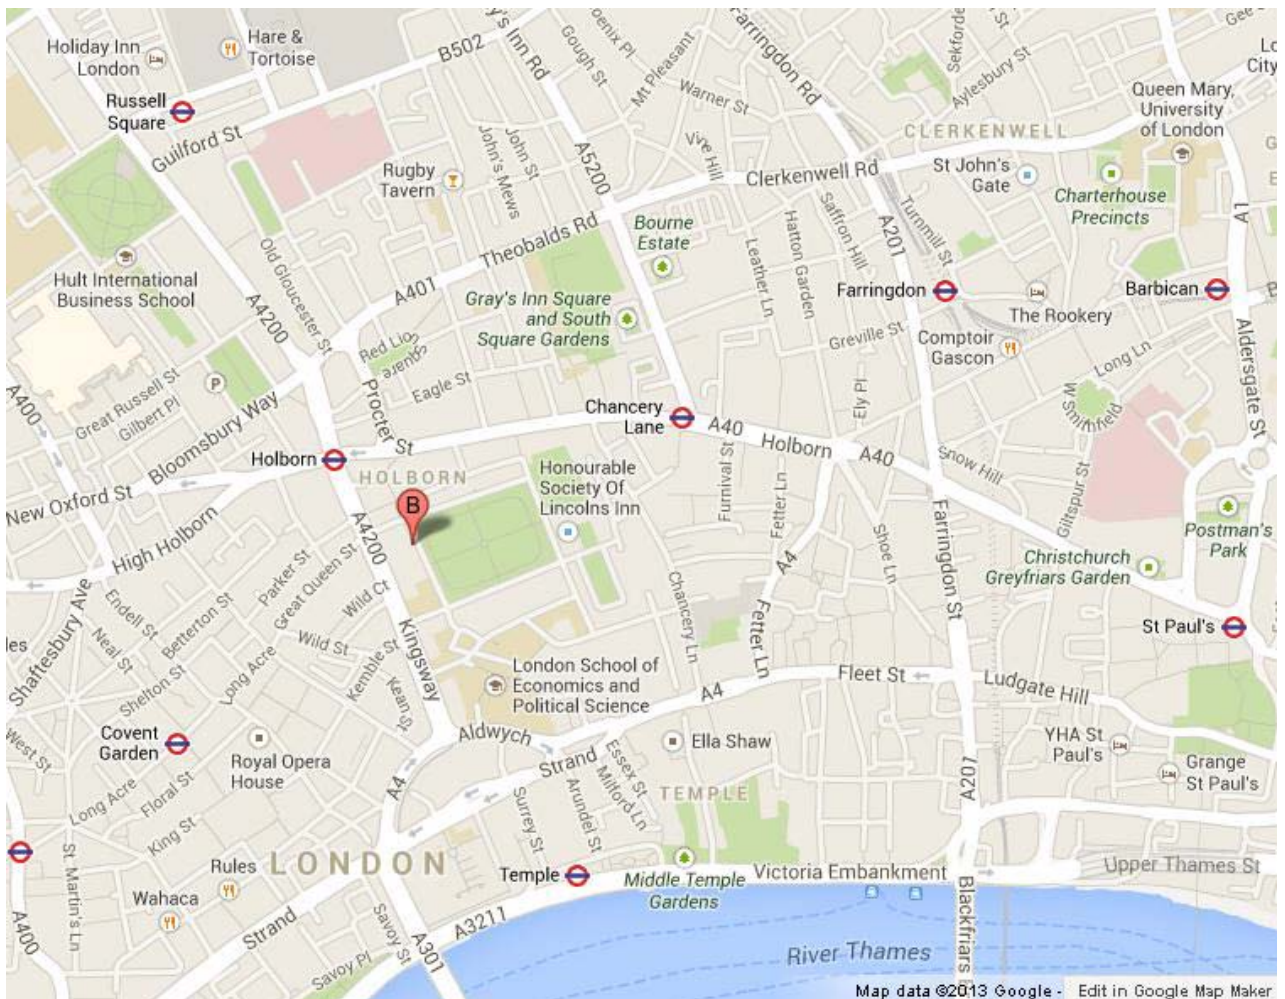 Holiday Inn
London
Hare &
Tortoise
B502
y's Inn Rd
Gough St
Mt Pleasant
Warner St
Farringdon Rd
Aylesbury St
Queen Mary,
University
of London
Russell
Square
Guilford St
Rugby
Tavern
John's Mews
John St
A5200
Vine Hill
Clerkenwell Rd
CLERKENWELL
St John's
Gate
Charterhouse
Precincts
A1
Hult International
Business School
Old Gloucester St
Theobalds Rd
A401
Bourne
Estate
Leather Ln
Hatton Garden
Saffron Hill
A201
Turnmill St
Farringdon
The Rookery
Barbican
A4200
Gray's Inn Square
and South
Square Gardens
Greville St
Comptoir
Gascon
Long Ln
Aldersgate St
A400
Great Russell St
Gilbert Pl
P
Red Lion
Square
Eagle St
Procter St
Bloomsbury Way
Chancery
Lane
A40
Holborn
A40
Ely Pl
W Smithfield
Snow Hill
Giltspur St
Holborn
HOLBORN
New Oxford St
High Holborn
B
Honourable
Society Of
Lincolns Inn
Furnival St
Fetter Ln
A4
Shoe Ln
Farringdon St
Postman's
Park
Christchurch
Greyfriars Garden
St Paul's
A4200
Parker St
Great Queen St
Wild Ct
Wild St
Kemble St
Kean St
Kingsway
Shaftesbury Ave
Endell St
Betterton St
Neal St
Shelton St
Long Acre
Chancery Ln
Fetter Ln
London School of
Economics and
Political Science
A4
Fleet St
Ludgate Hill
West St
Covent
Garden
Royal Opera
House
Aldwych
Strand
Essex St
Milford Ln
Arundel St
Surrey St
Ella Shaw
TEMPLE
YHA St
Paul's
Grange
St Paul's
A201
Long Acre
Floral St
King St
A4
LONDON
Rules
Wahaca
St Martin's Ln
A400
Strand
Savoy St
Savoy Pl
A301
A3211
Temple
Middle Temple
Gardens
Victoria Embankment
Upper Thames St
Blackfriars
River Thames
Map data ©2013 Google -
Edit in Google Map Maker